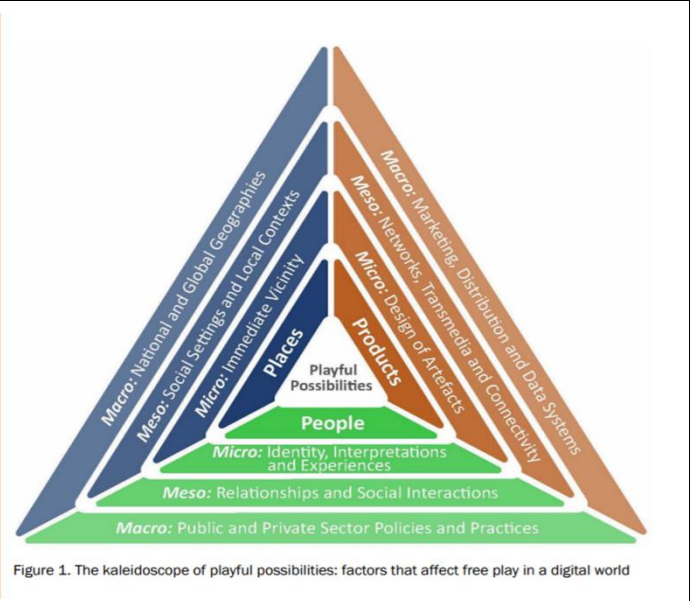 Macro: National and Global Geographies
Meso: Social Settings and Local Contexts
Micro: Immediate Vicinity
Places
Macro: Marketing, Distribution and Data Systems
Meso: Networks, Transmedia and Connectivity
Micro: Design of Artefacts
Products
Playful
Possibilities
People
Micro: Identity, Interpretations
and Experiences
Meso: Relationships and Social Interactions
Macro: Public and Private Sector Policies and Practices
Figure 1. The kaleidoscope of playful possibilities: factors that affect free play in a digital world